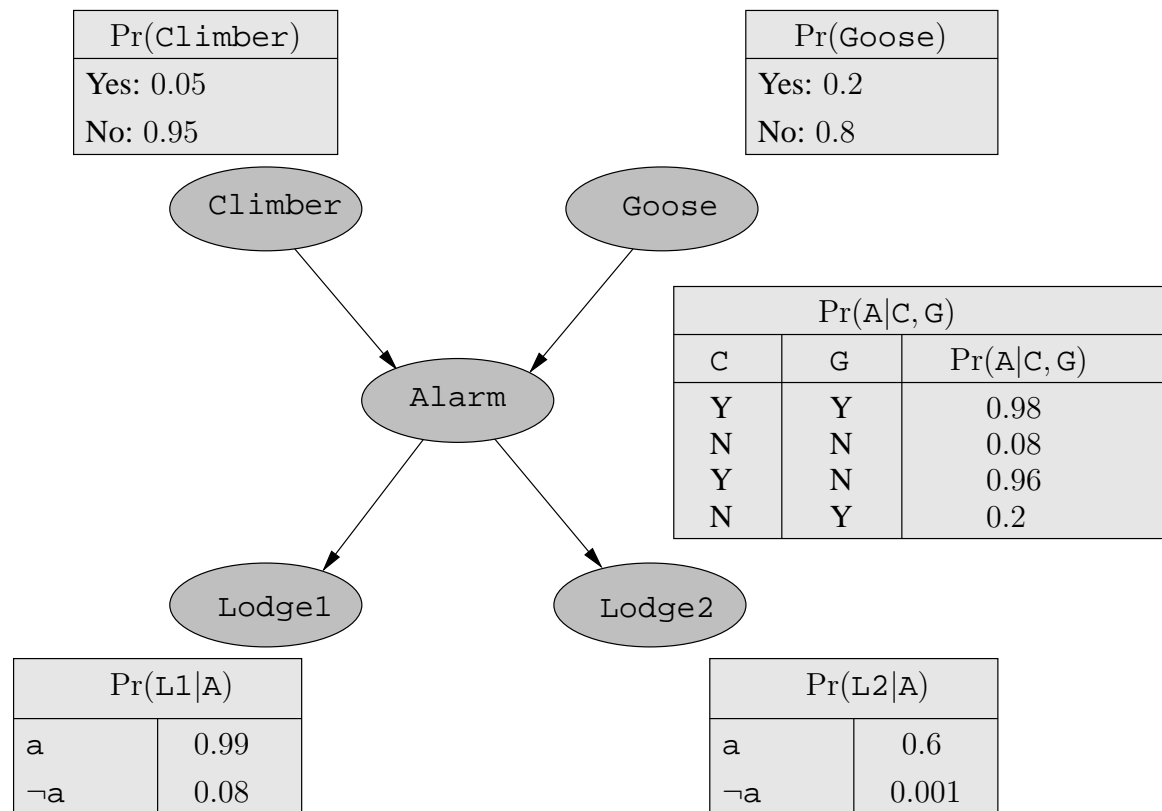 Pr(Climber)
Yes: 0.05
No: 0.95
Pr(Goose)
Yes: 0.2
No: 0.8
Climber
Goose
Pr(A|C, G)
C G Pr(A|C, G)
Y Y 0.98
N N 0.08
Y N 0.96
N Y 0.2
Alarm
Lodge1
Lodge2
Pr(L1|A)
a 0.99
¬a 0.08
Pr(L2|A)
a 0.6
¬a 0.001